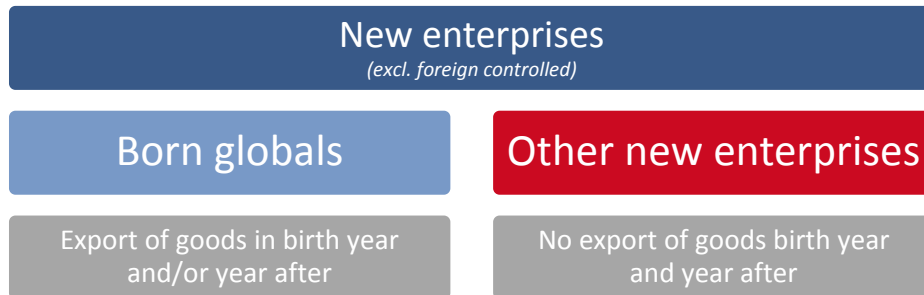 New enterprises
(excl. foreign controlled)
Born globals
Other new enterprises
Export of goods in birth year
and/or year after
No export of goods birth year
and year after